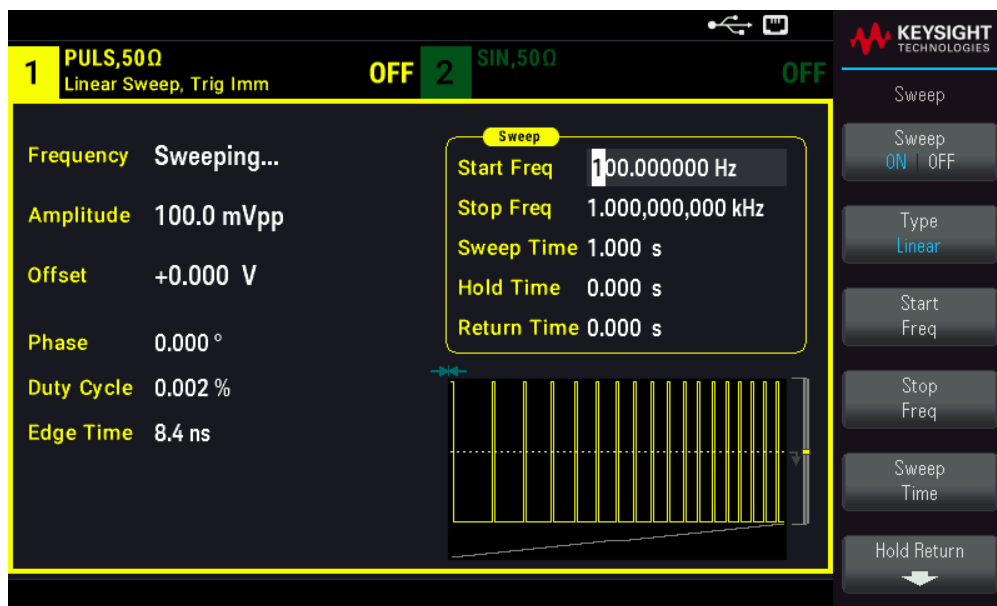 KEYSIGHT
TECHNOLOGIES
1 PULS,50Ω OFF
Linear Sweep, Trig Imm
2 SIN,50Ω OFF
Frequency Sweeping...
Amplitude 100.0 mVpp
Offset +0.000 V
Phase 0.000 °
Duty Cycle 0.002 %
Edge Time 8.4 ns
Sweep
Start Freq 100.000000 Hz
Stop Freq 1.000,000,000 kHz
Sweep Time 1.000 s
Hold Time 0.000 s
Return Time 0.000 s
Sweep
Sweep
ON | OFF
Type
Linear
Start
Freq
Stop
Freq
Sweep
Time
Hold Return